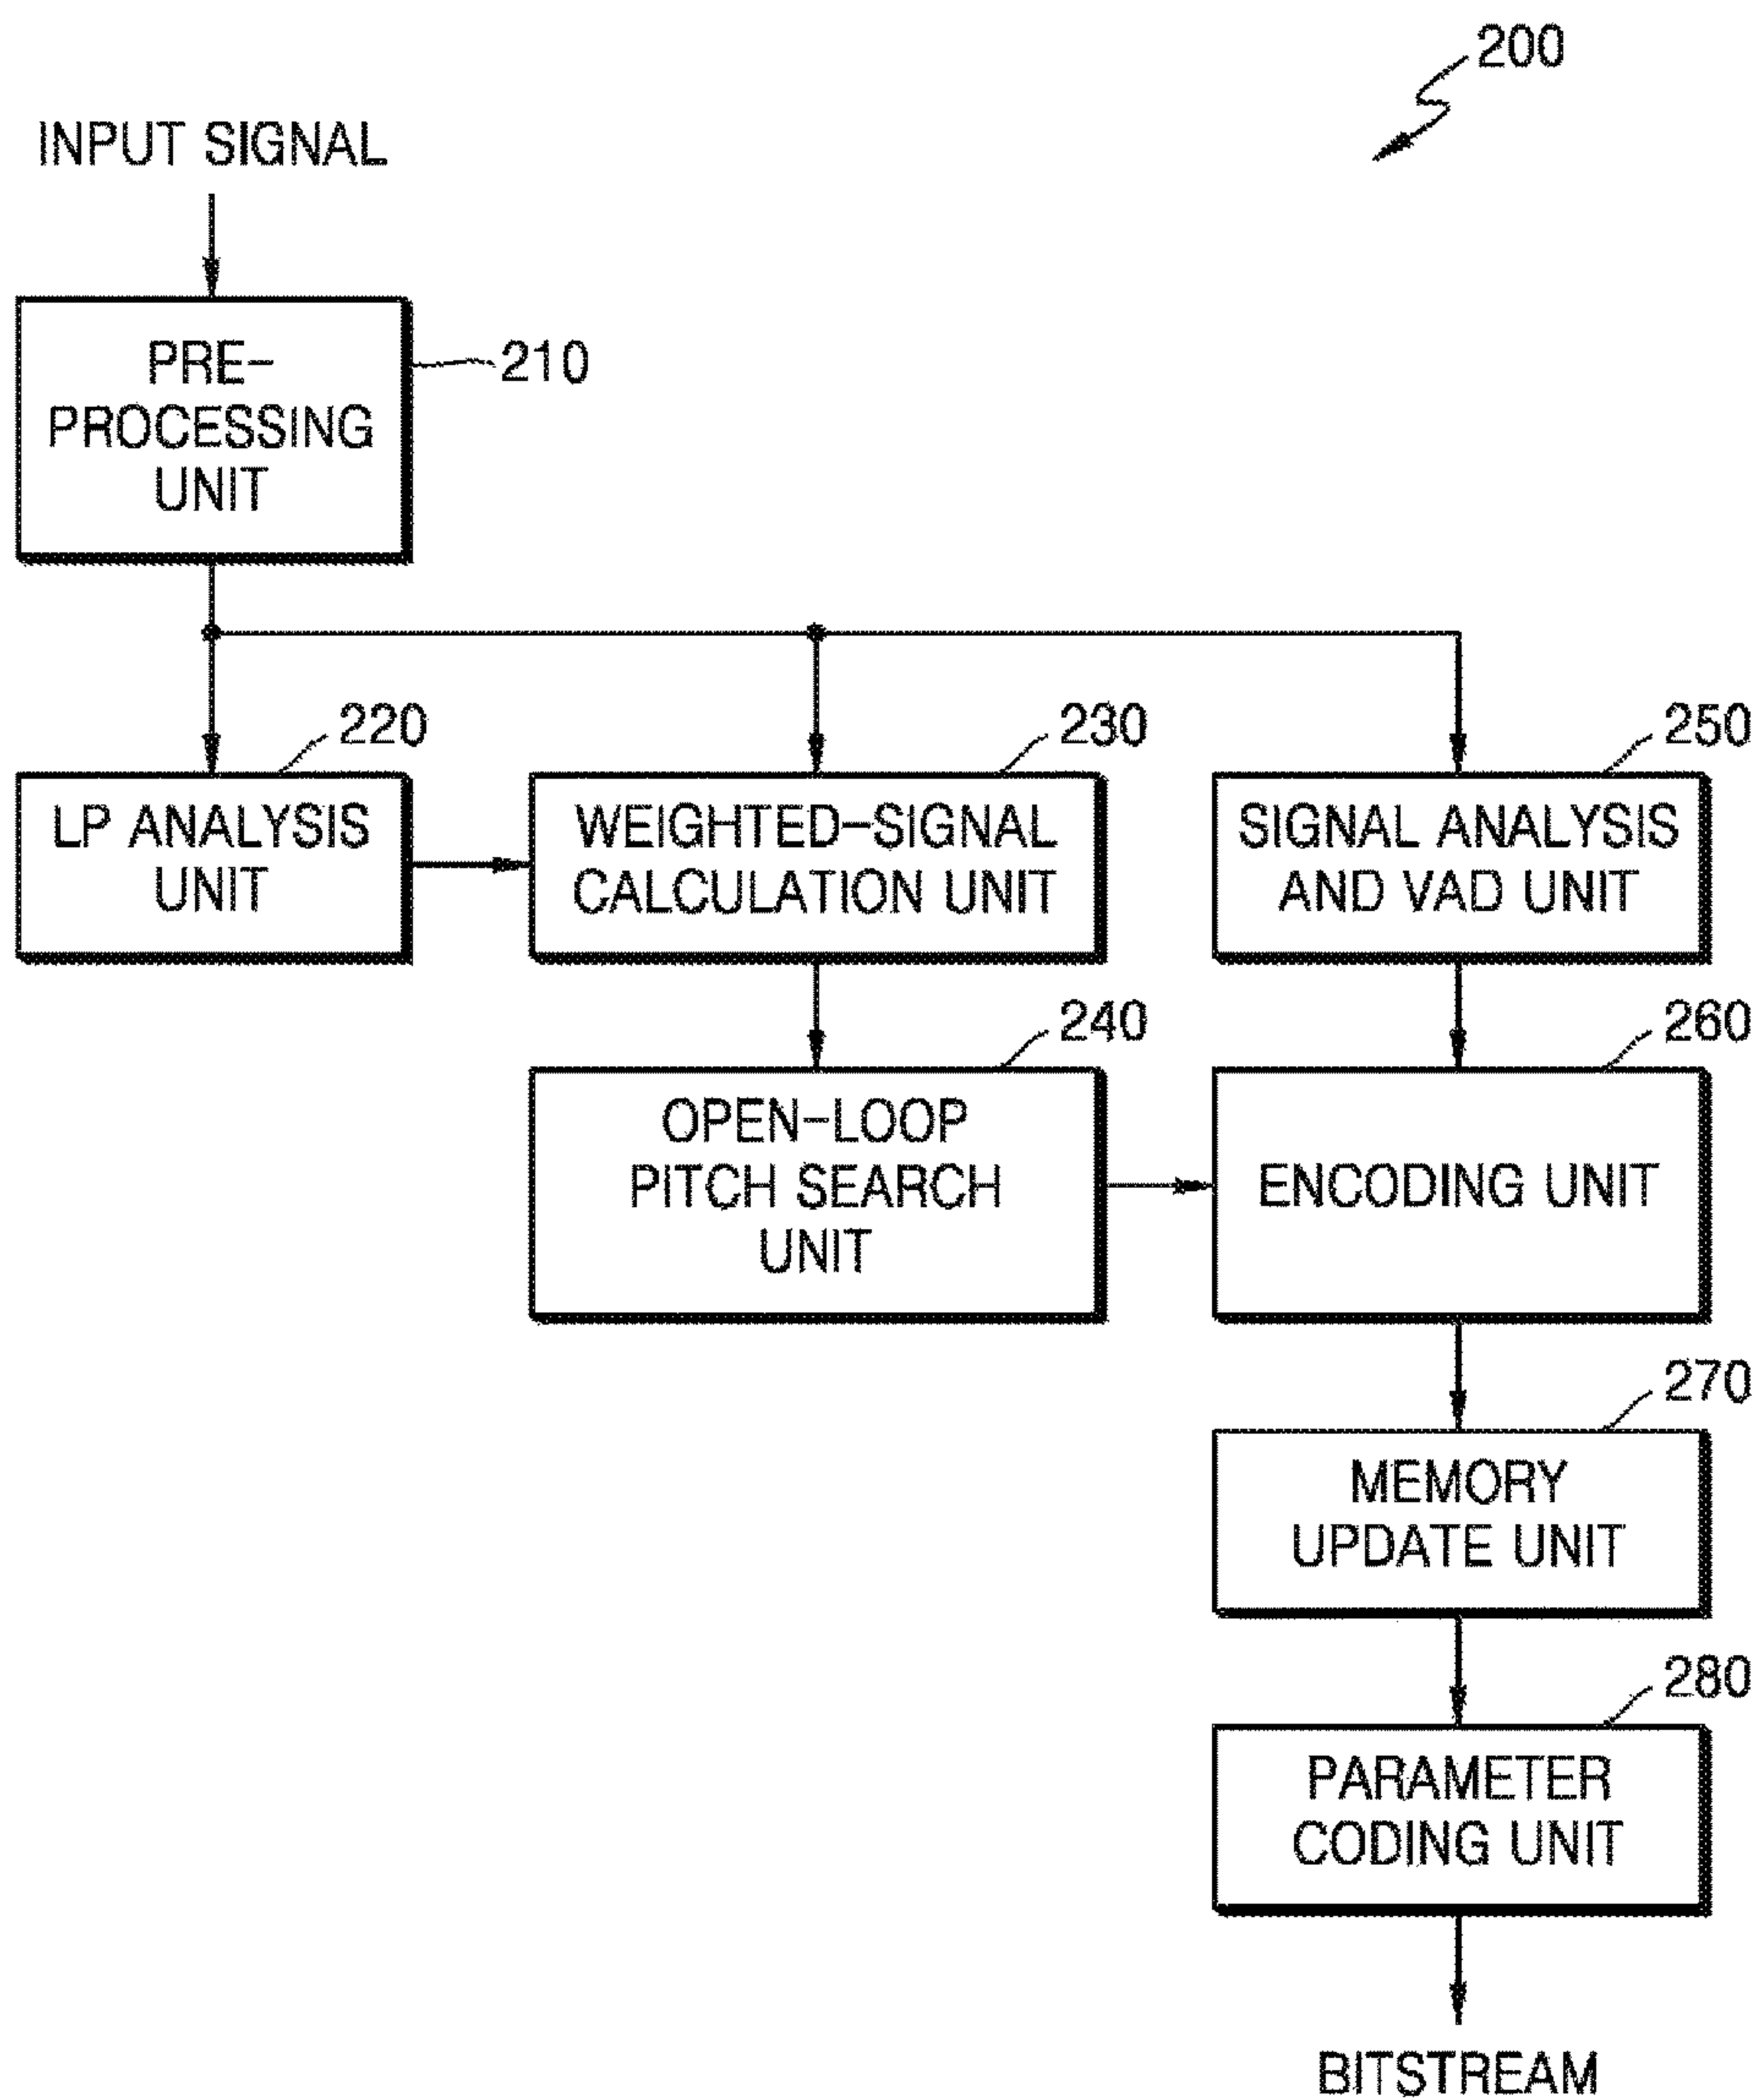 200
INPUT SIGNAL
PRE-
PROCESSING
UNIT
210
220
LP ANALYSIS
UNIT
230
WEIGHTED-SIGNAL
CALCULATION UNIT
250
SIGNAL ANALYSIS
AND VAD UNIT
240
OPEN-LOOP
PITCH SEARCH
UNIT
260
ENCODING UNIT
270
MEMORY
UPDATE UNIT
280
PARAMETER
CODING UNIT
BITSTREAM